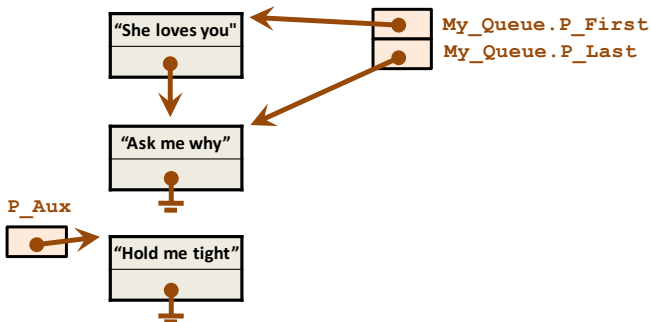 “She loves you"
My_Queue.P_First
My_Queue.P_Last
“Ask me why”
P_Aux
“Hold me tight”